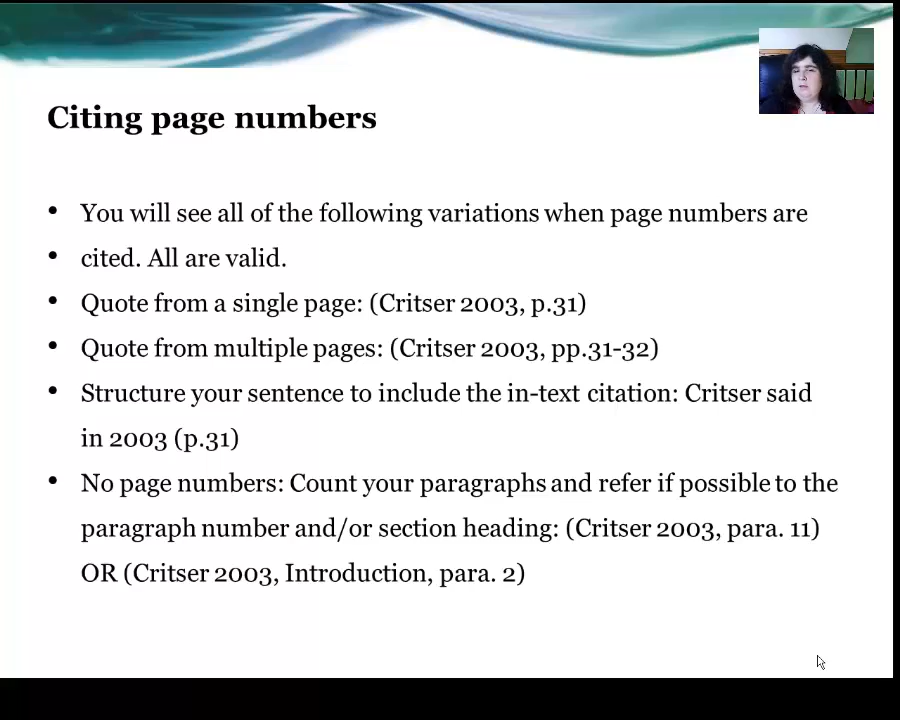 Citing page numbers
• You will see all of the following variations when page numbers are
• cited. All are valid.
• Quote from a single page: (Critser 2003, p.31)
• Quote from multiple pages: (Critser 2003, pp.31-32)
• Structure your sentence to include the in-text citation: Critser said
in 2003 (p.31)
• No page numbers: Count your paragraphs and refer if possible to the
paragraph number and/or section heading: (Critser 2003, para. 11)
OR (Critser 2003, Introduction, para. 2)